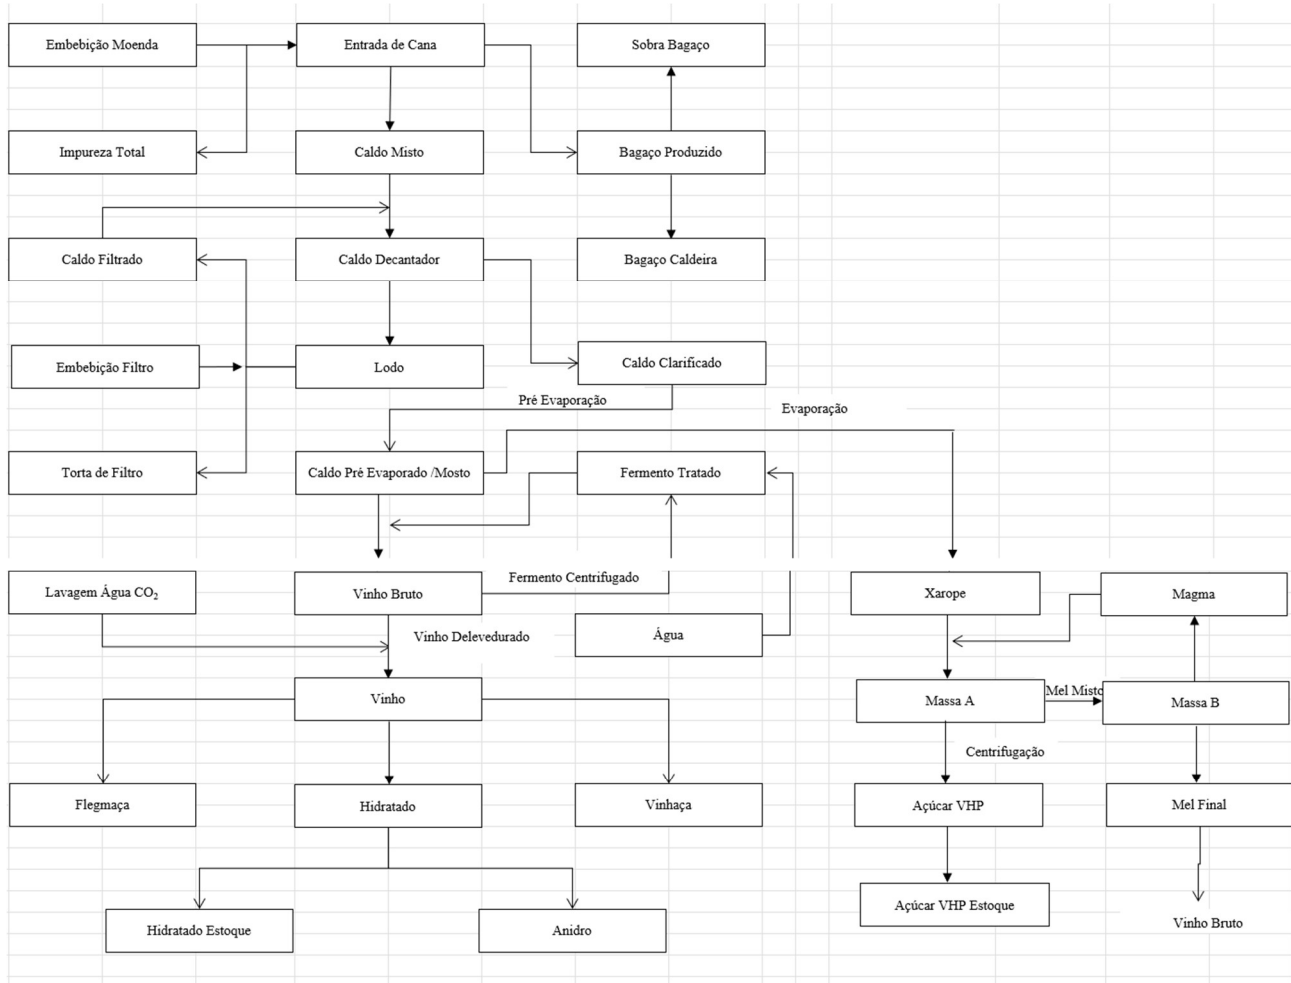 Embebição Moenda
Entrada de Cana
Sobra Bagaço
Impureza Total
Caldo Misto
Bagaço Produzido
Caldo Filtrado
Caldo Decantador
Bagaço Caldeira
Embebição Filtro
Lodo
Caldo Clarificado
Pré Evaporação
Evaporação
Torta de Filtro
Caldo Pré Evaporado /Mosto
Fermento Tratado
Lavagem Água CO₂
Vinho Bruto
Fermento Centrifugado
Xarope
Magma
Vinho Delevedurado
Água
Vinho
Massa A
Mel Misto
Massa B
Centrifugação
Flegmaça
Hidratado
Vinhaça
Açúcar VHP
Mel Final
Hidratado Estoque
Anidro
Açúcar VHP Estoque
Vinho Bruto